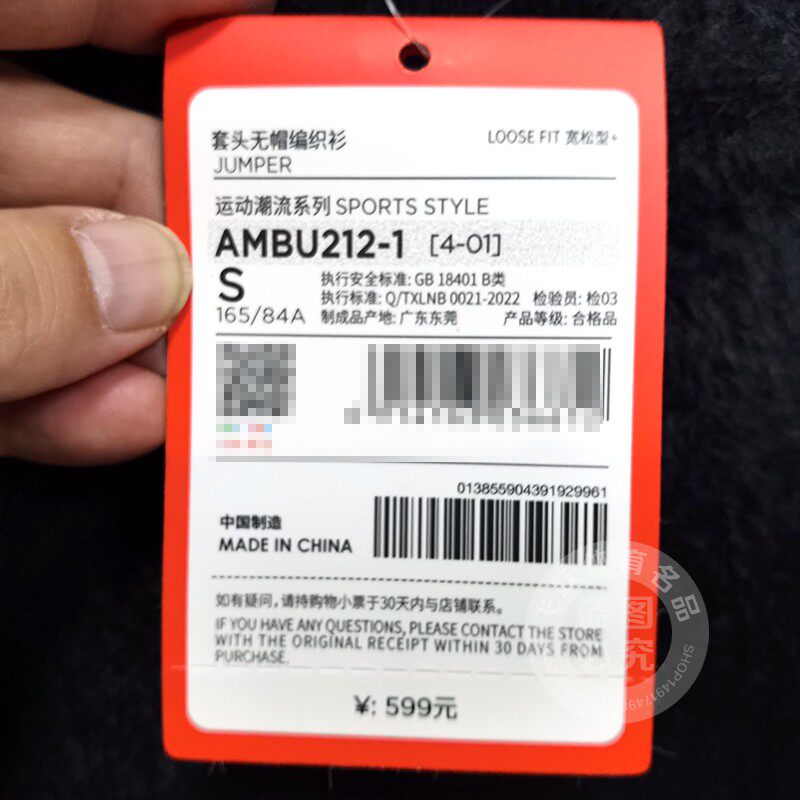 套头无帽编织衫
JUMPER
LOOSE FIT 宽松型+
运动潮流系列 SPORTS STYLE
AMBU212-1 [4-01]
S
165/84A
执行安全标准: GB 18401 B类
执行标准: Q/TXLNB 0021-2022 检验员: 检03
制成品产地: 广东东莞 产品等级: 合格品
013855904391929961
中国制造
MADE IN CHINA
如有疑问,请持购物小票于30天内与店铺联系。
IF YOU HAVE ANY QUESTIONS, PLEASE CONTACT THE STORE
WITH THE ORIGINAL RECEIPT WITHIN 30 DAYS FROM
PURCHASE.
¥: 599元